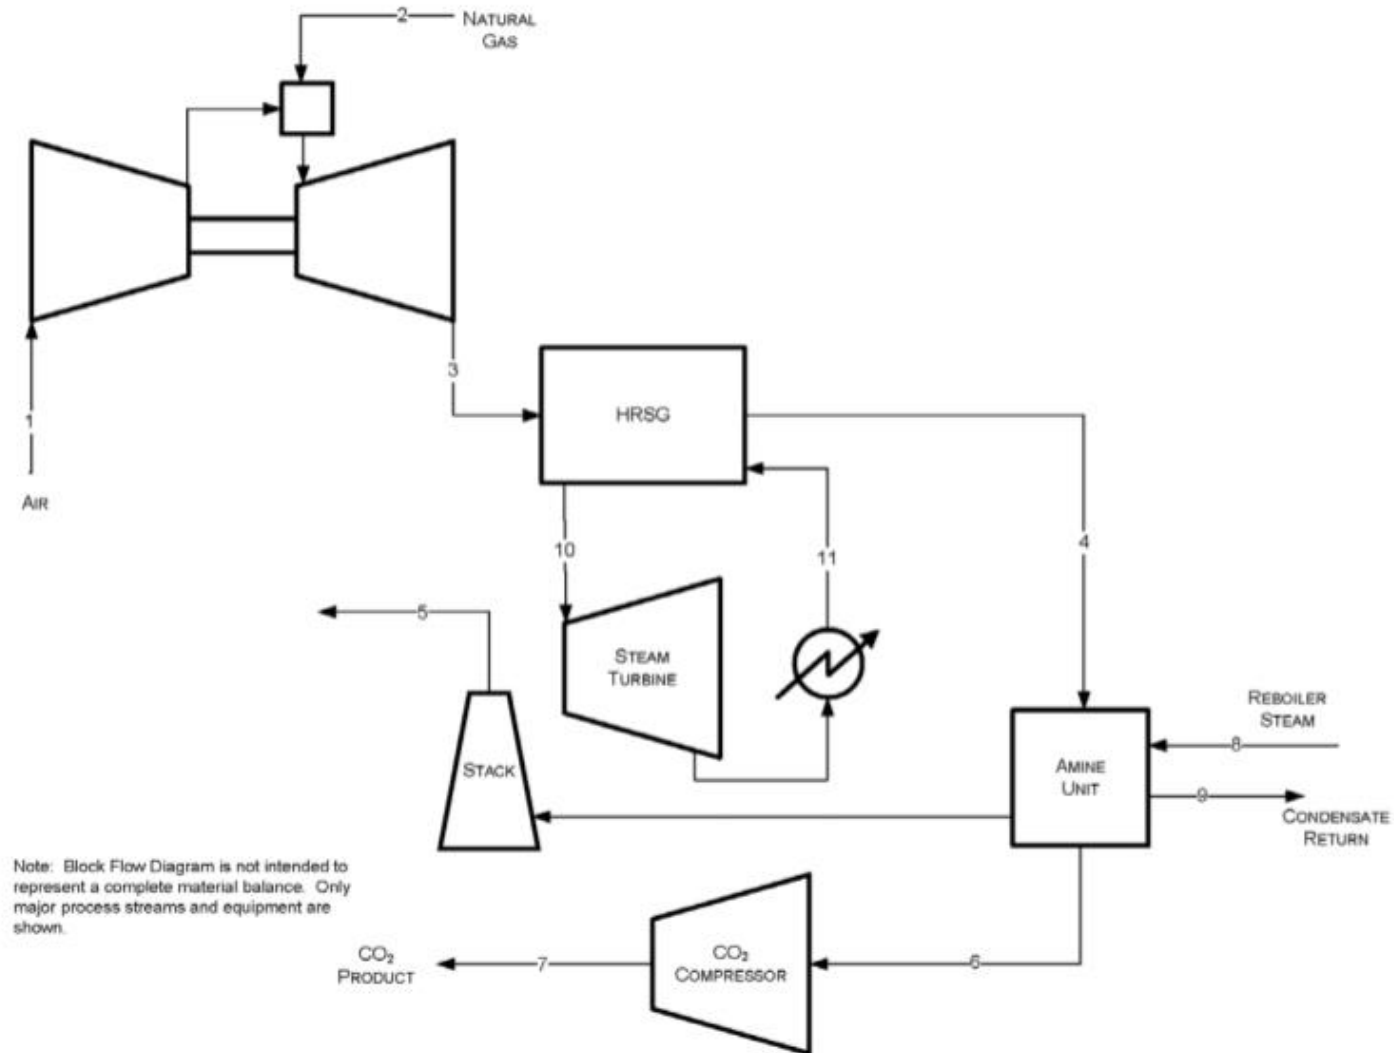 2
NATURAL
GAS
3
HRSG
1
AIR
10
11
4
5
STEAM
TURBINE
REBOILER
STEAM
8
STACK
AMINE
UNIT
9
CONDENSATE
RETURN
Note: Block Flow Diagram is not intended to
represent a complete material balance. Only
major process streams and equipment are
shown.
CO₂
PRODUCT
7
CO₂
COMPRESSOR
6